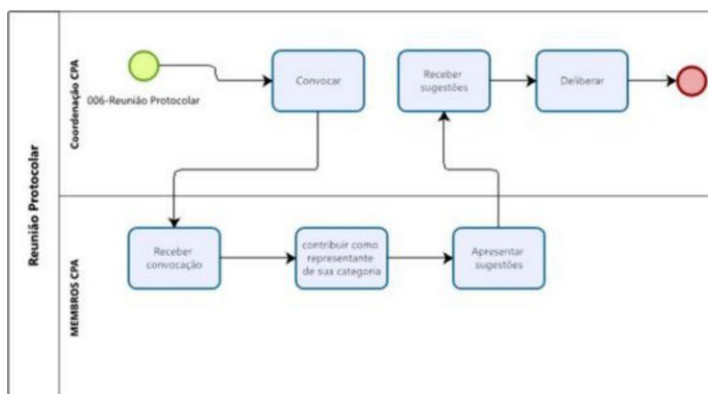 Reunião Protocolar
Coordenação CPA
006-Reunião Protocolar
Convocar
Receber
sugestões
Deliberar
MEMBROS CPA
Receber
convocação
contribuir como
representante
de sua categoria
Apresentar
sugestões